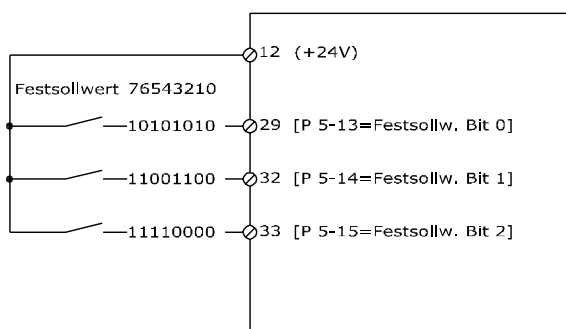 12 (+24V)
Festsollwert 76543210
10101010 29 [P 5-13=Festsollw. Bit 0]
11001100 32 [P 5-14=Festsollw. Bit 1]
11110000 33 [P 5-15=Festsollw. Bit 2]